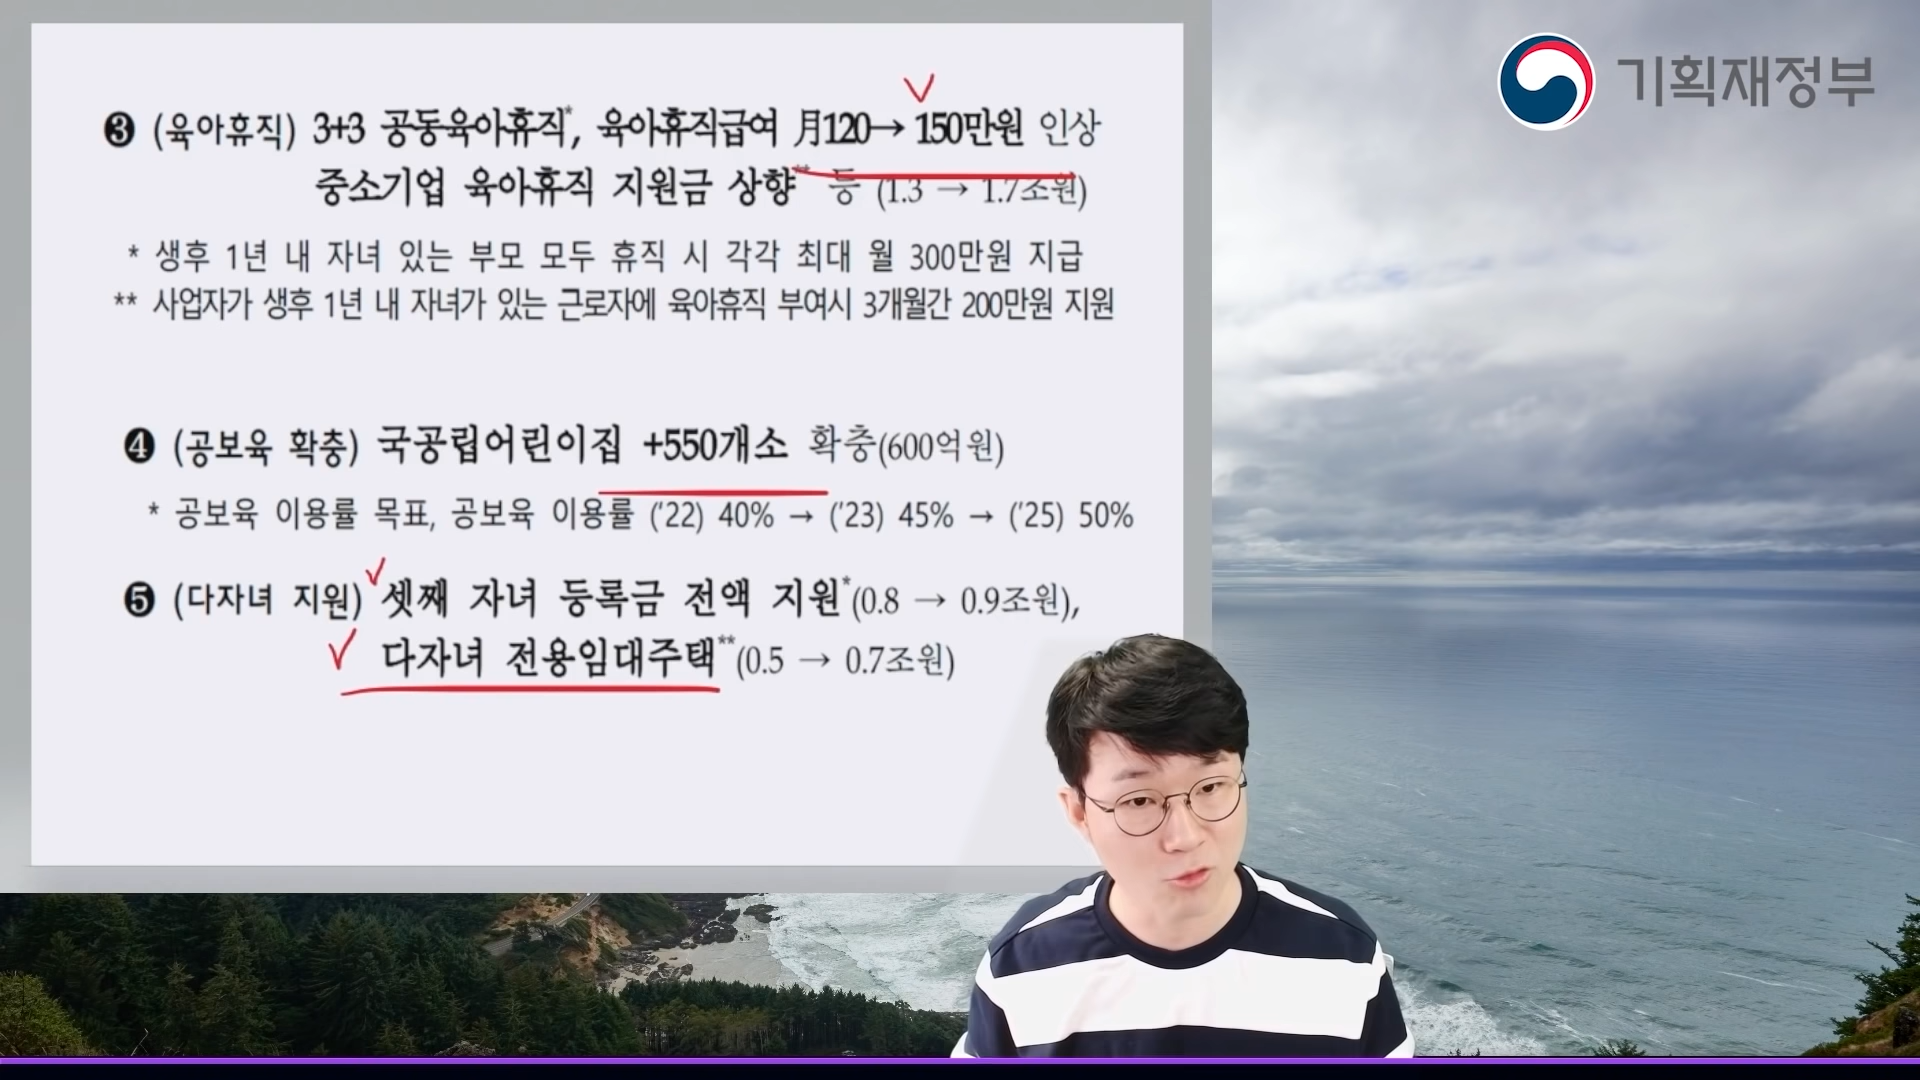 기획재정부
❸ (육아휴직) 3+3 공동육아휴직*, 육아휴직급여 月120→ 150만원 인상
중소기업 육아휴직 지원금 상향** 등 (1.3 → 1.7조원)
* 생후 1년 내 자녀 있는 부모 모두 휴직 시 각각 최대 월 300만원 지급
** 사업자가 생후 1년 내 자녀가 있는 근로자에 육아휴직 부여시 3개월간 200만원 지원
❹ (공보육 확충) 국공립어린이집 +550개소 확충(600억원)
* 공보육 이용률 목표, 공보육 이용률 ('22) 40% → ('23) 45% → ('25) 50%
❺ (다자녀 지원) 셋째 자녀 등록금 전액 지원*(0.8 → 0.9조원),
다자녀 전용임대주택**(0.5 → 0.7조원)